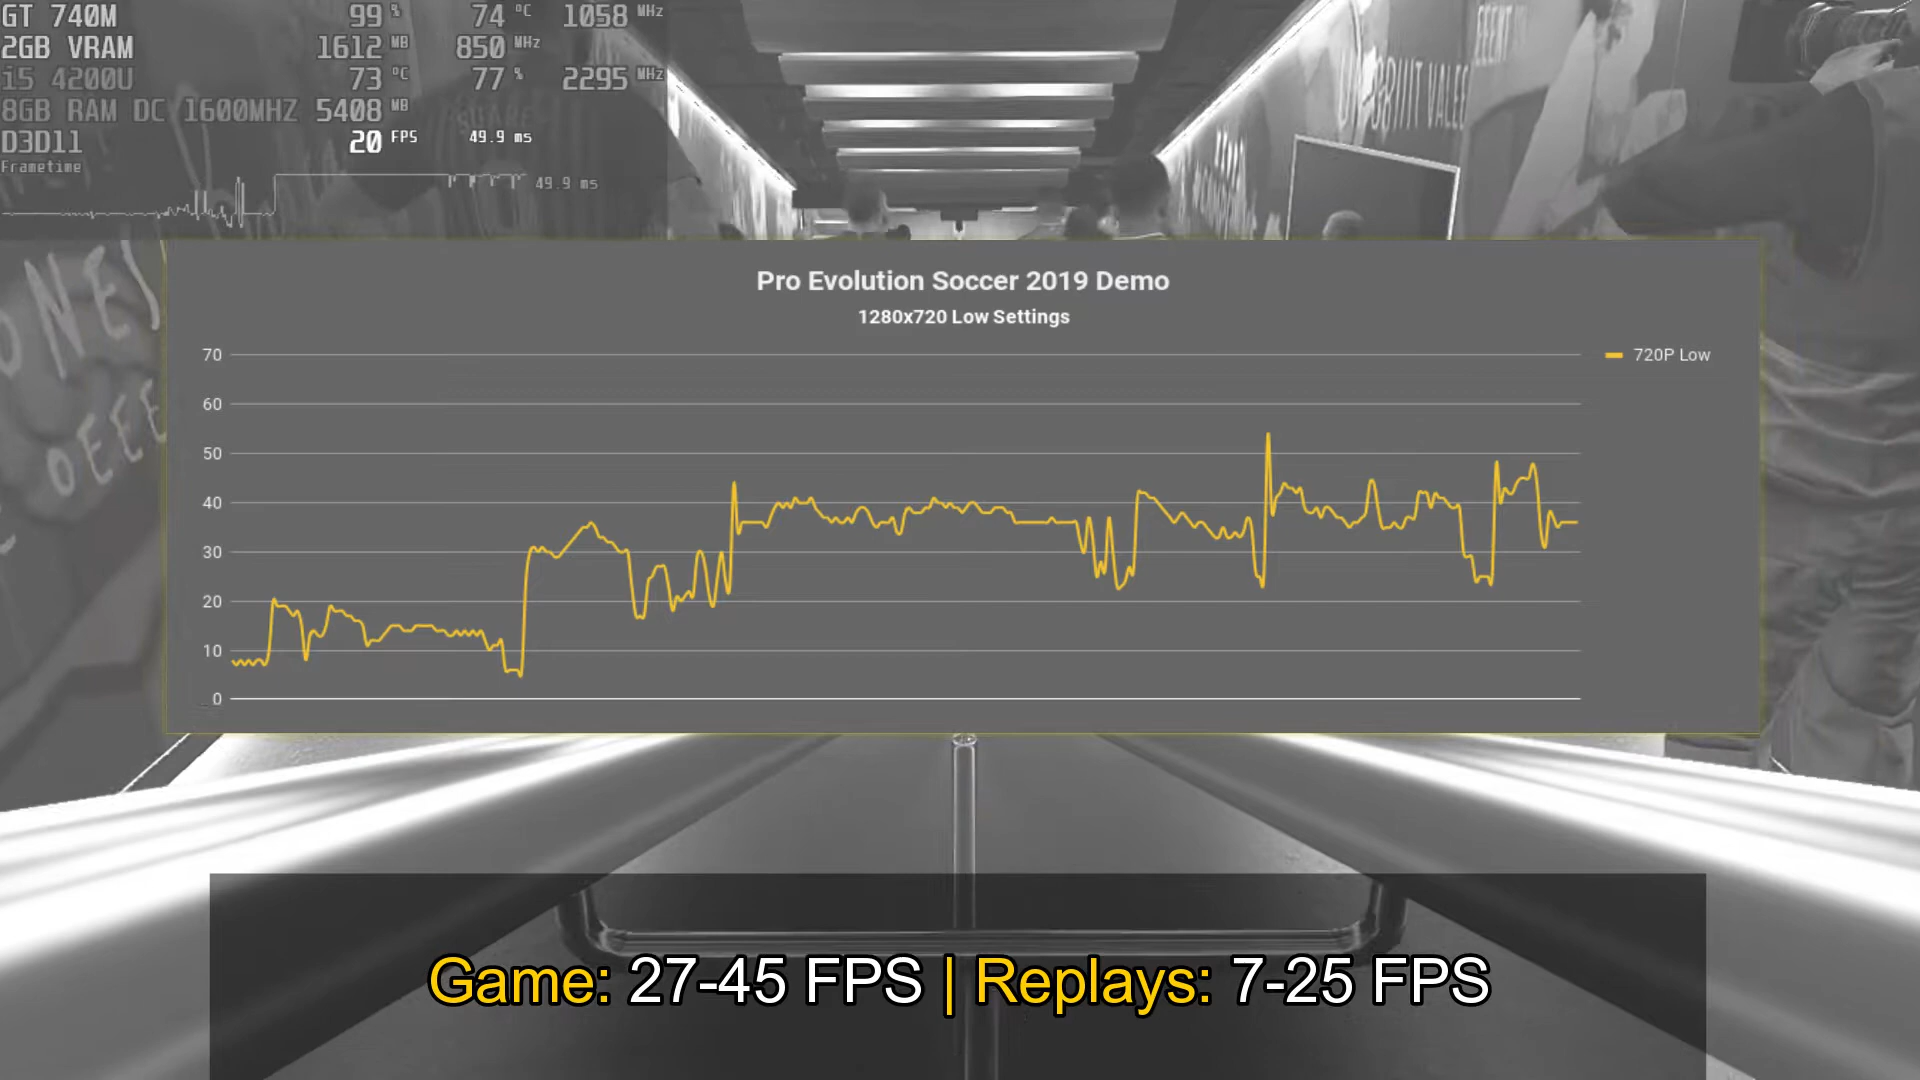 GT 740M 99 % 74 °C 1058 MHz
2GB VRAM 1612 MB 850 MHz
i5 4200U 73 °C 77 % 2295 MHz
8GB RAM DC 1600MHZ 5408 MB
D3D11 20 FPS 49.9 ms
Frametime
49.9 ms
Pro Evolution Soccer 2019 Demo
1280x720 Low Settings
720P Low
70
60
50
40
30
20
10
0
Game: 27-45 FPS | Replays: 7-25 FPS